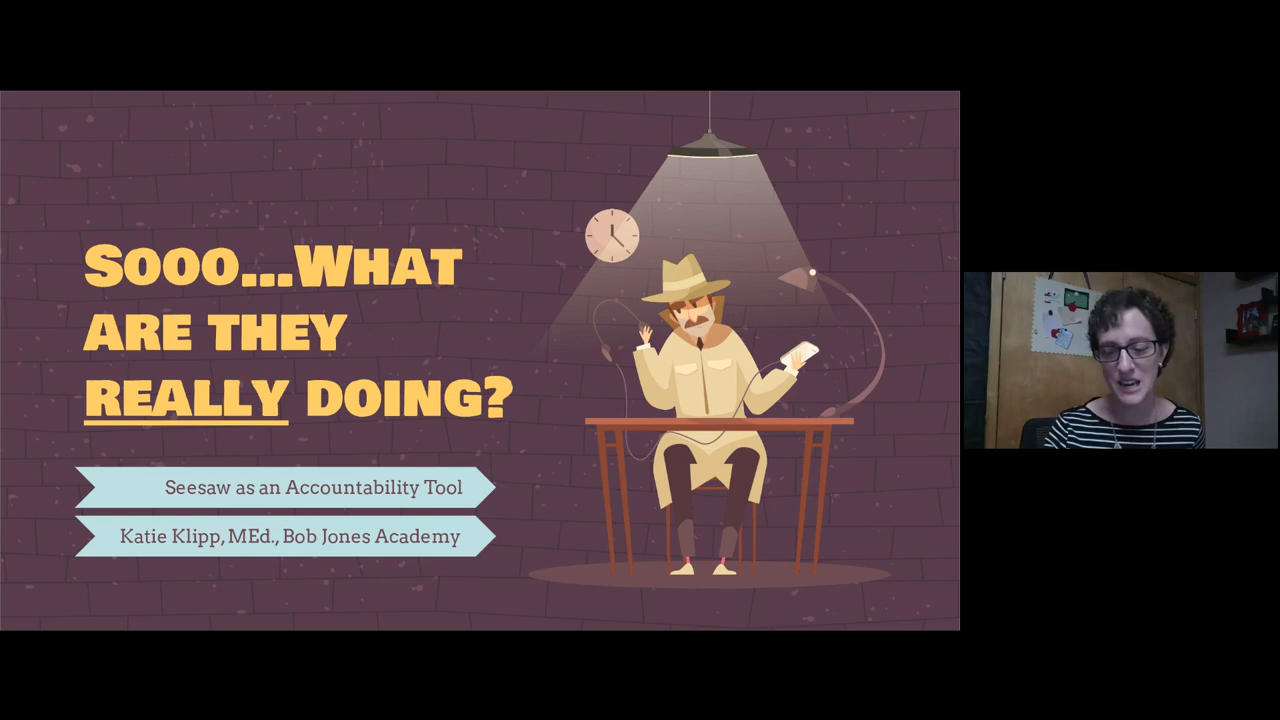 Sooo...What
are they
really doing?
Seesaw as an Accountability Tool
Katie Klipp, MEd., Bob Jones Academy